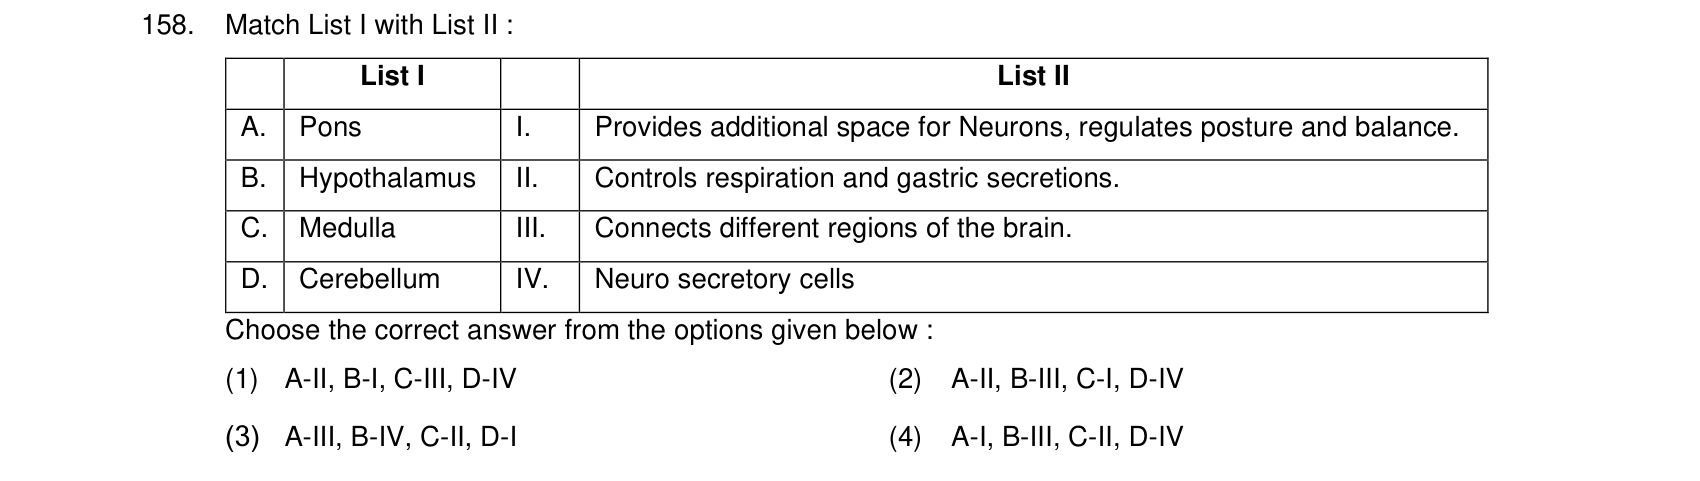 158. Match List I with List II :
List I List II
A. Pons I. Provides additional space for Neurons, regulates posture and balance.
B. Hypothalamus II. Controls respiration and gastric secretions.
C. Medulla III. Connects different regions of the brain.
D. Cerebellum IV. Neuro secretory cells
Choose the correct answer from the options given below :
(1) A-II, B-I, C-III, D-IV (2) A-II, B-III, C-I, D-IV
(3) A-III, B-IV, C-II, D-I (4) A-I, B-III, C-II, D-IV